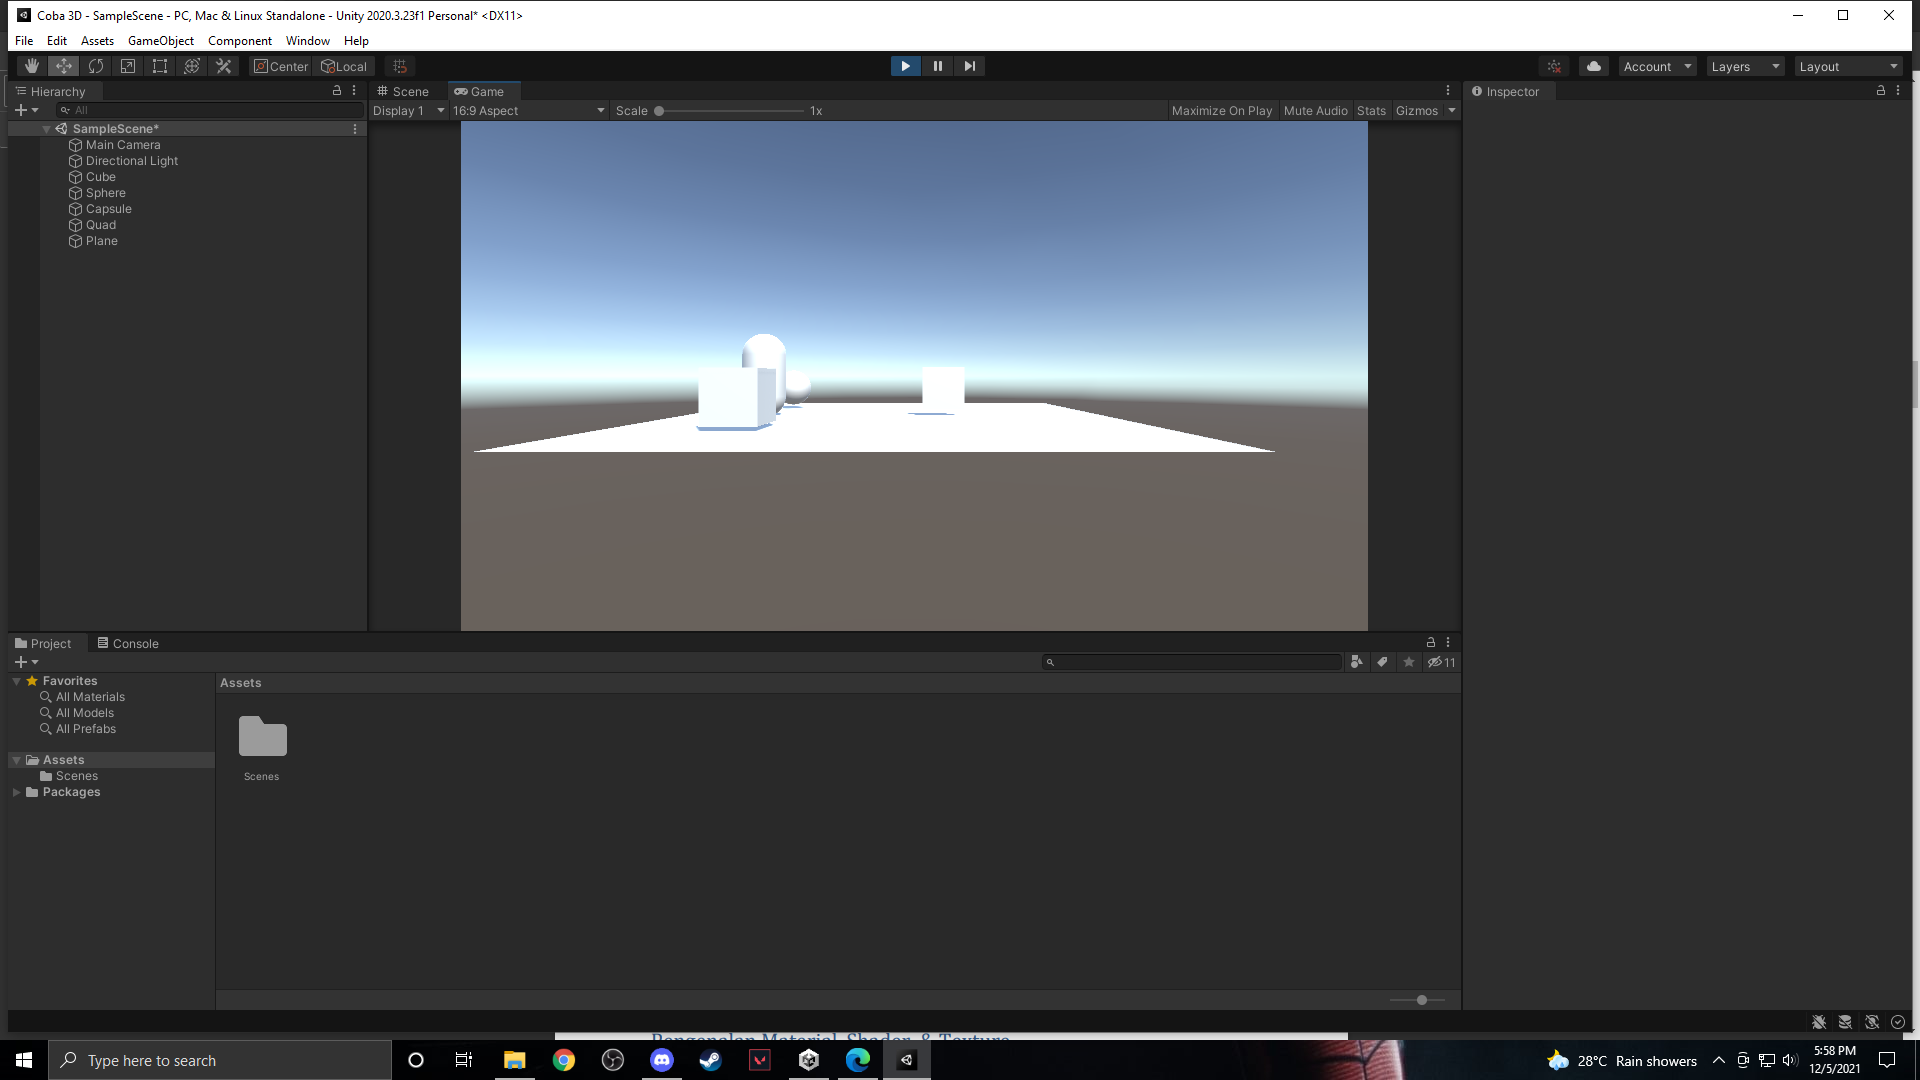 Coba 3D - SampleScene - PC, Mac & Linux Standalone - Unity 2020.3.23f1 Personal* <DX11>
File Edit Assets GameObject Component Window Help
Center Local Account Layers Layout
Hierarchy
All
SampleScene*
Main Camera
Directional Light
Cube
Sphere
Capsule
Quad
Plane
Scene Game
Display 1 16:9 Aspect Scale 1x Maximize On Play Mute Audio Stats Gizmos
Inspector
Project Console
11
Favorites
All Materials
All Models
All Prefabs
Assets
Scenes
Packages
Assets
Scenes
Pengenalan Material, Shader, & Texture
Type here to search
28°C Rain showers
5:58 PM
12/5/2021